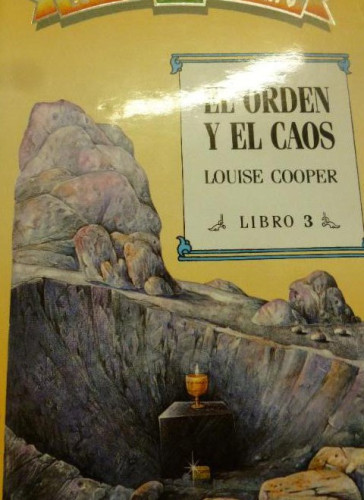 EL ORDEN
Y EL CAOS
LOUISE COOPER
LIBRO 3